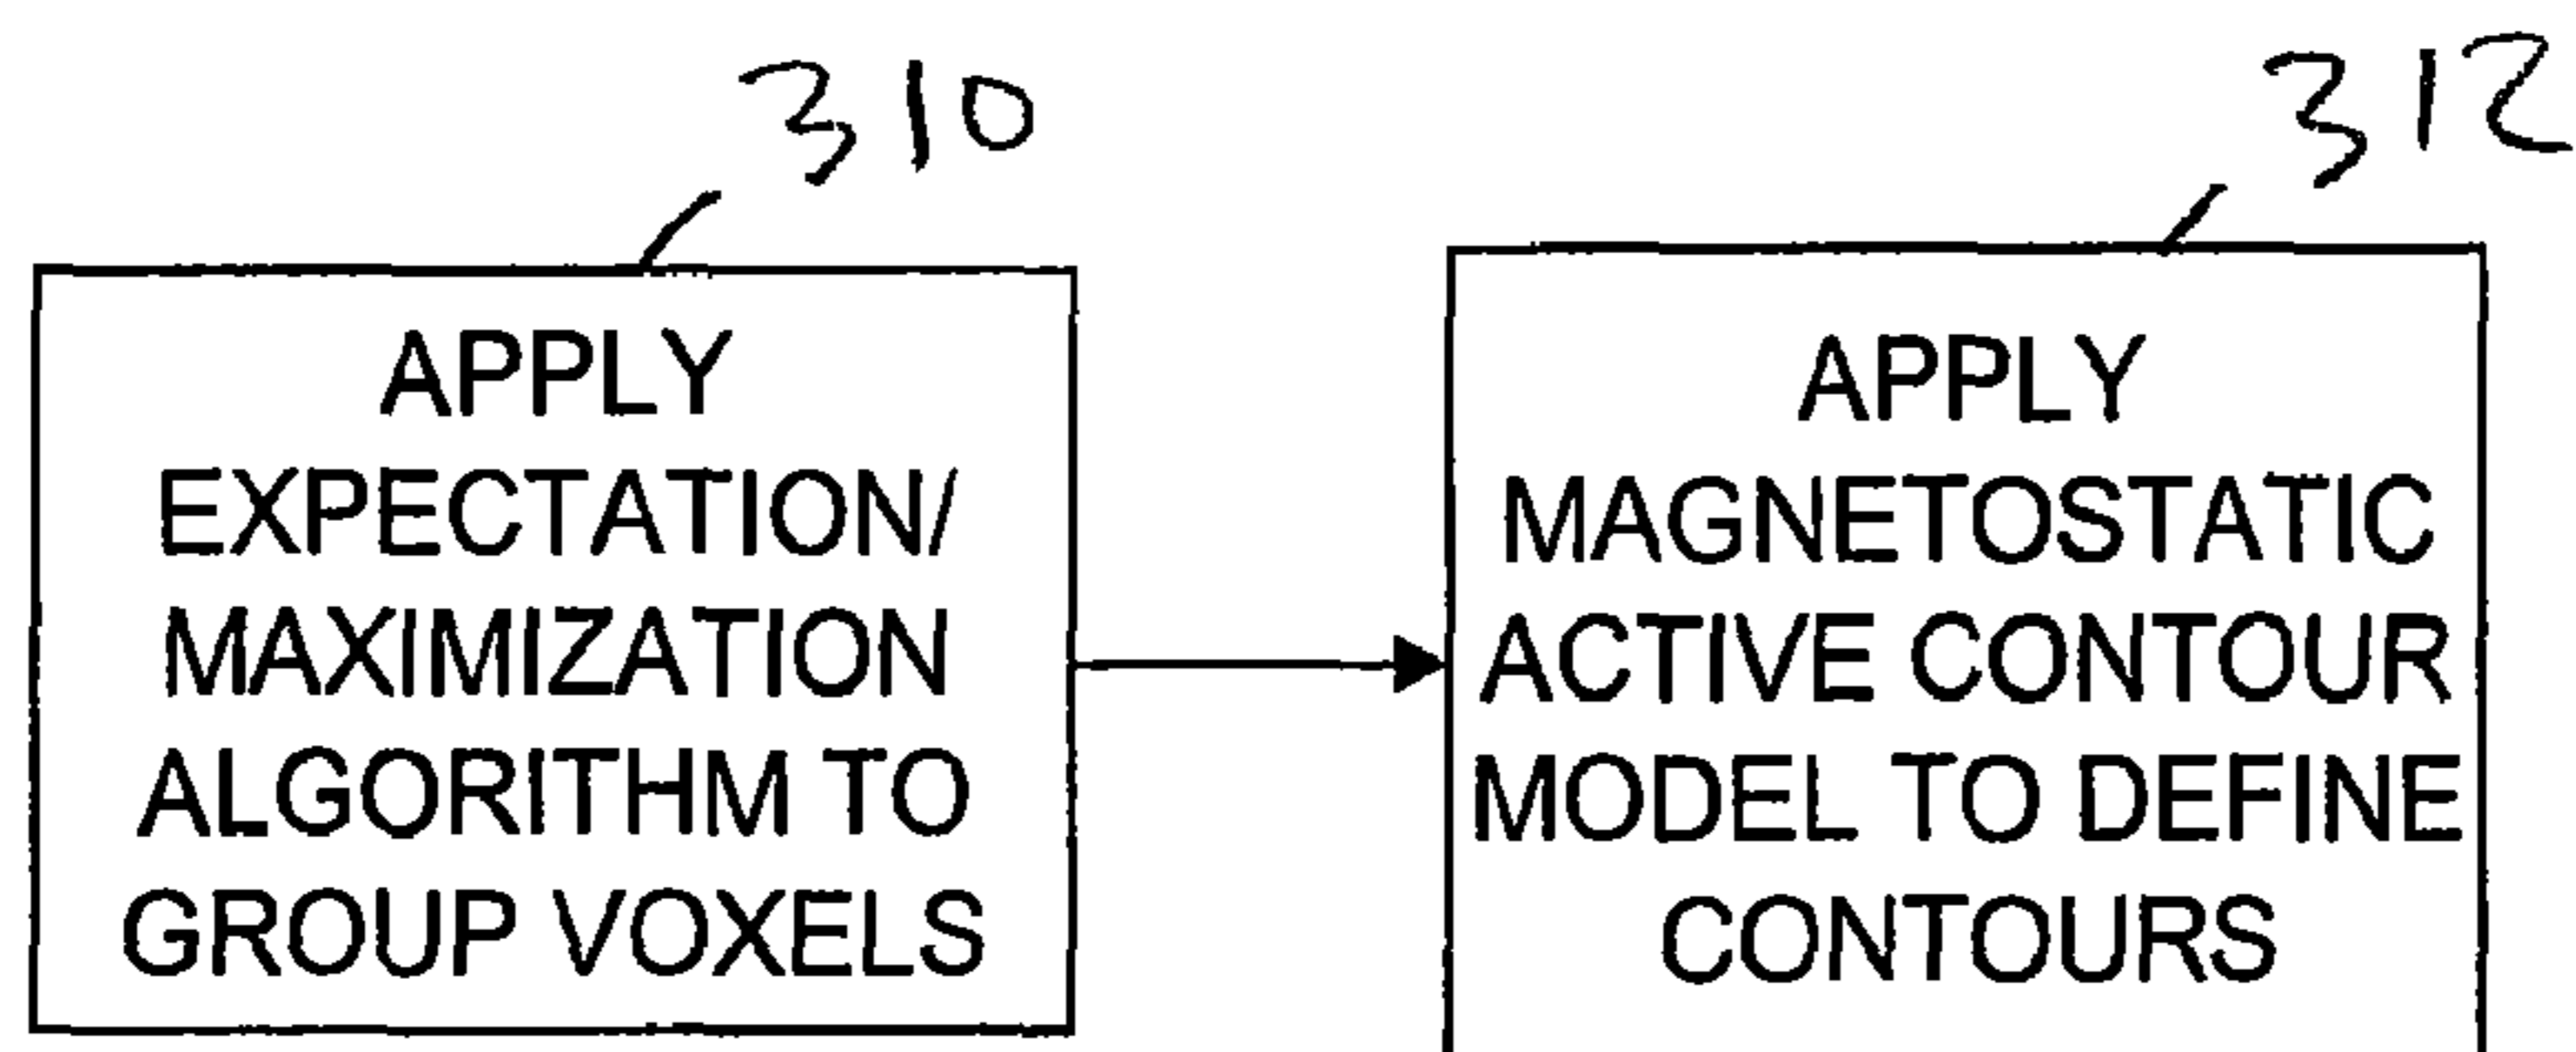 310
312
APPLY
EXPECTATION/
MAXIMIZATION
ALGORITHM TO
GROUP VOXELS
APPLY
MAGNETOSTATIC
ACTIVE CONTOUR
MODEL TO DEFINE
CONTOURS